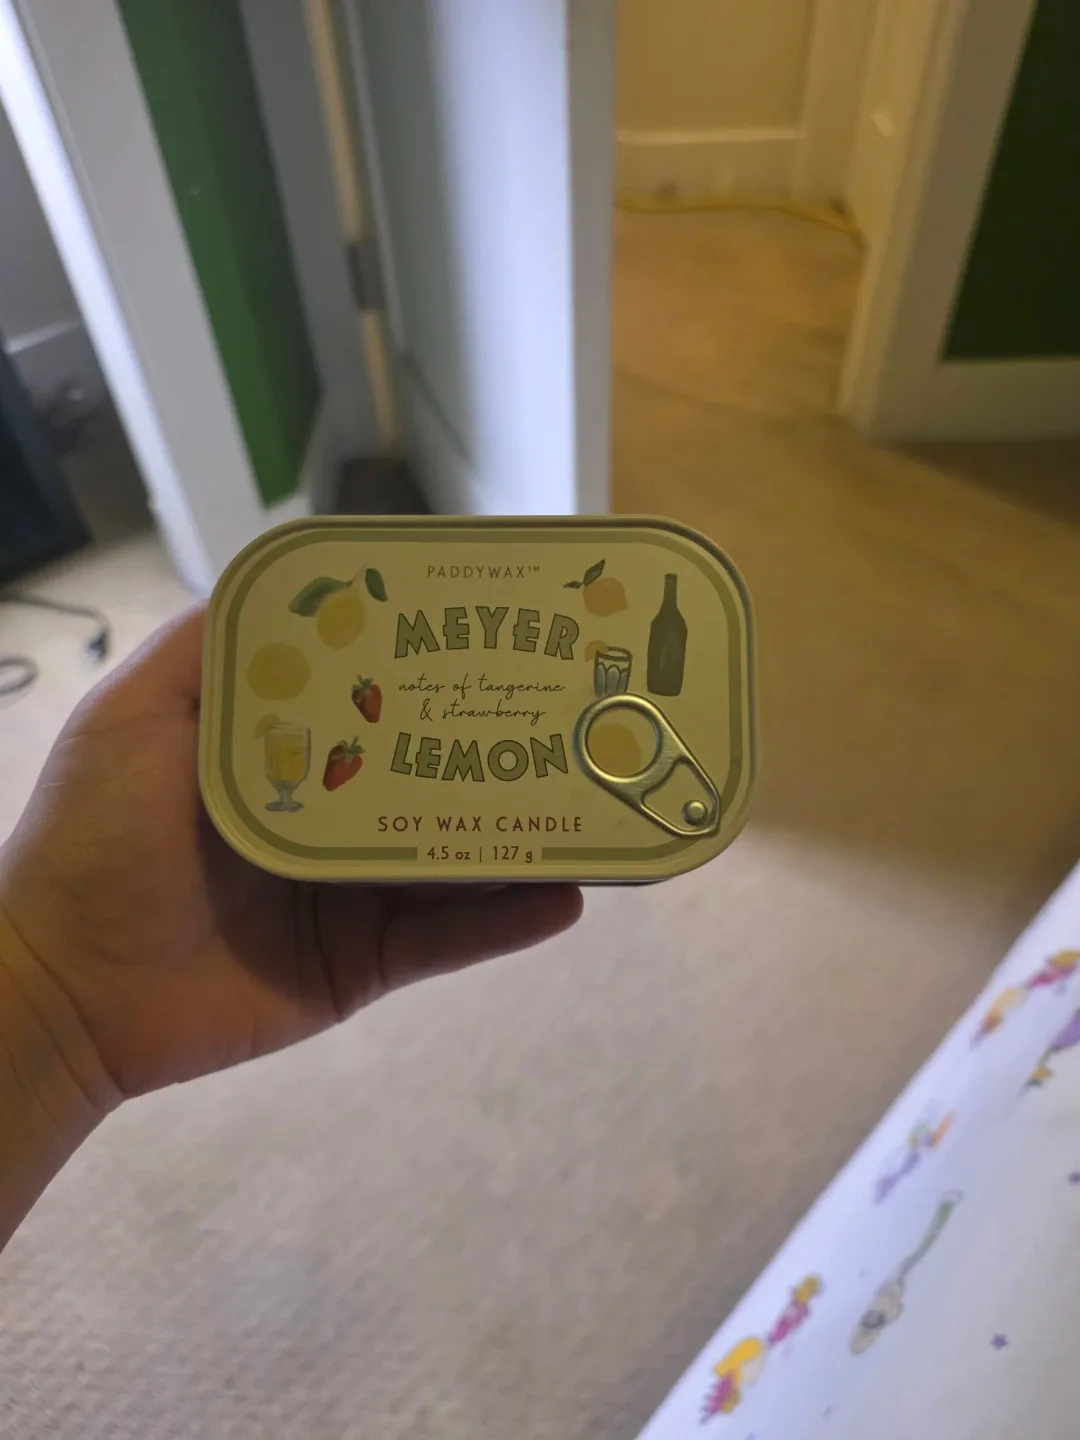 PADDYWAX™
MEYER
notes of tangerine
& strawberry
LEMON
SOY WAX CANDLE
4.5 oz | 127 g